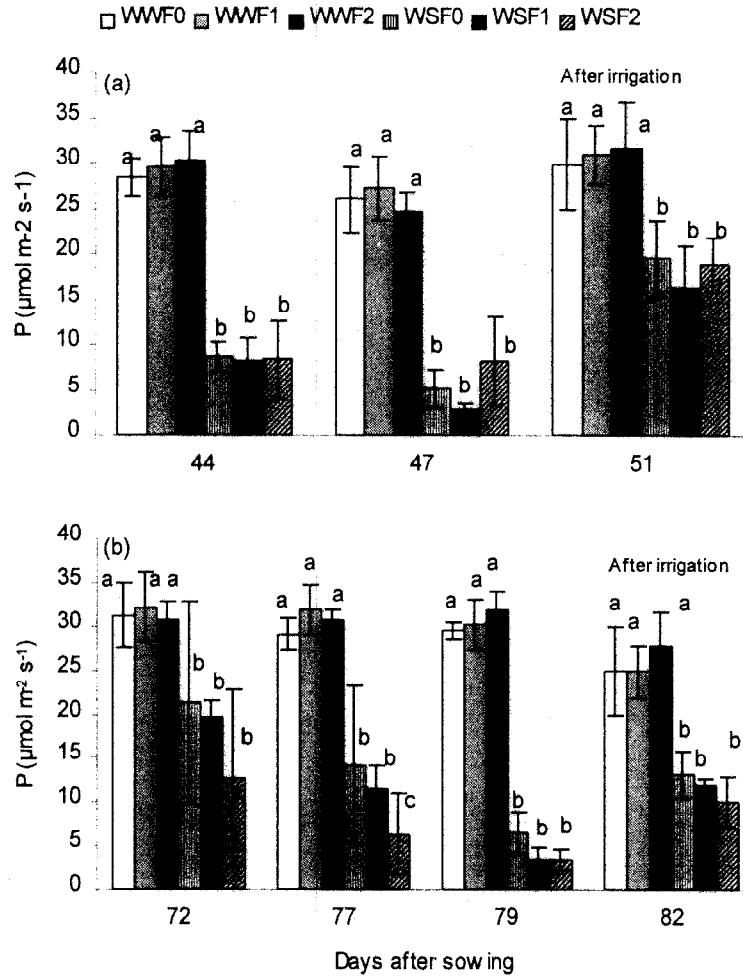 WWF0 WWF1 WWF2 WSF0 WSF1 WSF2
40
(a)
After irrigation
35
30
25
20
15
10
5
0
P (µmol m-2 s-1)
a a a b b b
a a a b b b
a a a b b b
44 47 51
40
(b)
After irrigation
35
30
25
20
15
10
5
0
P (µmol m-2 s-1)
a a a b b b
a a a b b c
a a a b b b
a a a b b b
72 77 79 82
Days after sowing